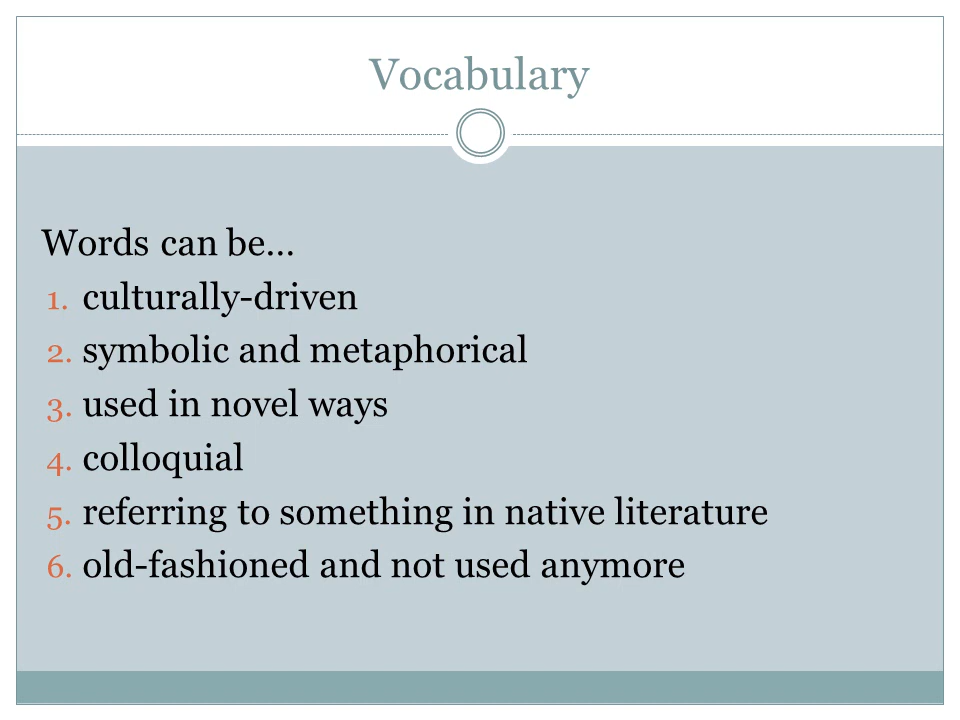 Vocabulary
Words can be…
1. culturally-driven
2. symbolic and metaphorical
3. used in novel ways
4. colloquial
5. referring to something in native literature
6. old-fashioned and not used anymore